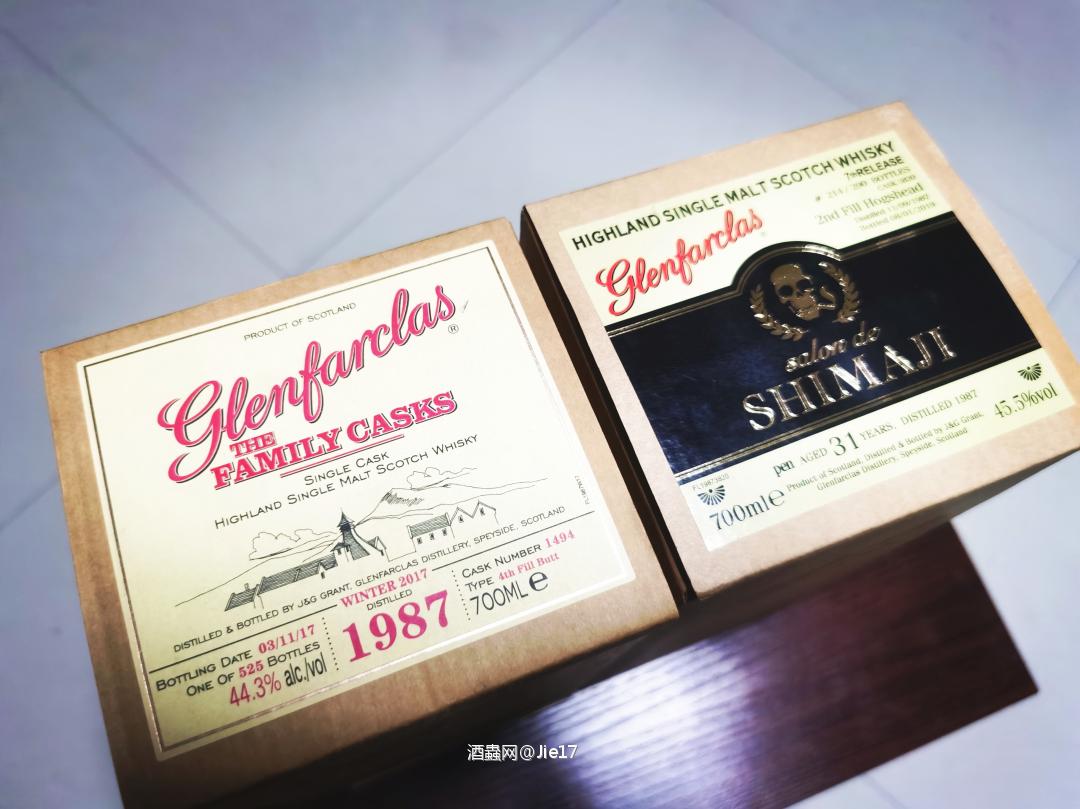 PRODUCT OF SCOTLAND
Glenfarclas®
THE
FAMILY CASKS
SINGLE CASK
HIGHLAND SINGLE MALT SCOTCH WHISKY
DISTILLED & BOTTLED BY J&G GRANT, GLENFARCLAS DISTILLERY, SPEYSIDE, SCOTLAND
BOTTLING DATE 03/11/17
ONE OF 525 BOTTLES
44.3% alc./vol
WINTER 2017
DISTILLED
1987
CASK NUMBER 1494
TYPE 4th Fill Butt
700ML e
HIGHLAND SINGLE MALT SCOTCH WHISKY
Glenfarclas
7th RELEASE
# 214 / 200 BOTTLES
2nd Fill Hogshead
S
salon de
SHIMAJI
pen AGED 31 YEARS, DISTILLED 1987
Product of Scotland, Distilled & Bottled by J&G Grant,
Glenfarclas Distillery, Speyside, Scotland
700ml e
45.5%vol
酒蟲网@Jie17